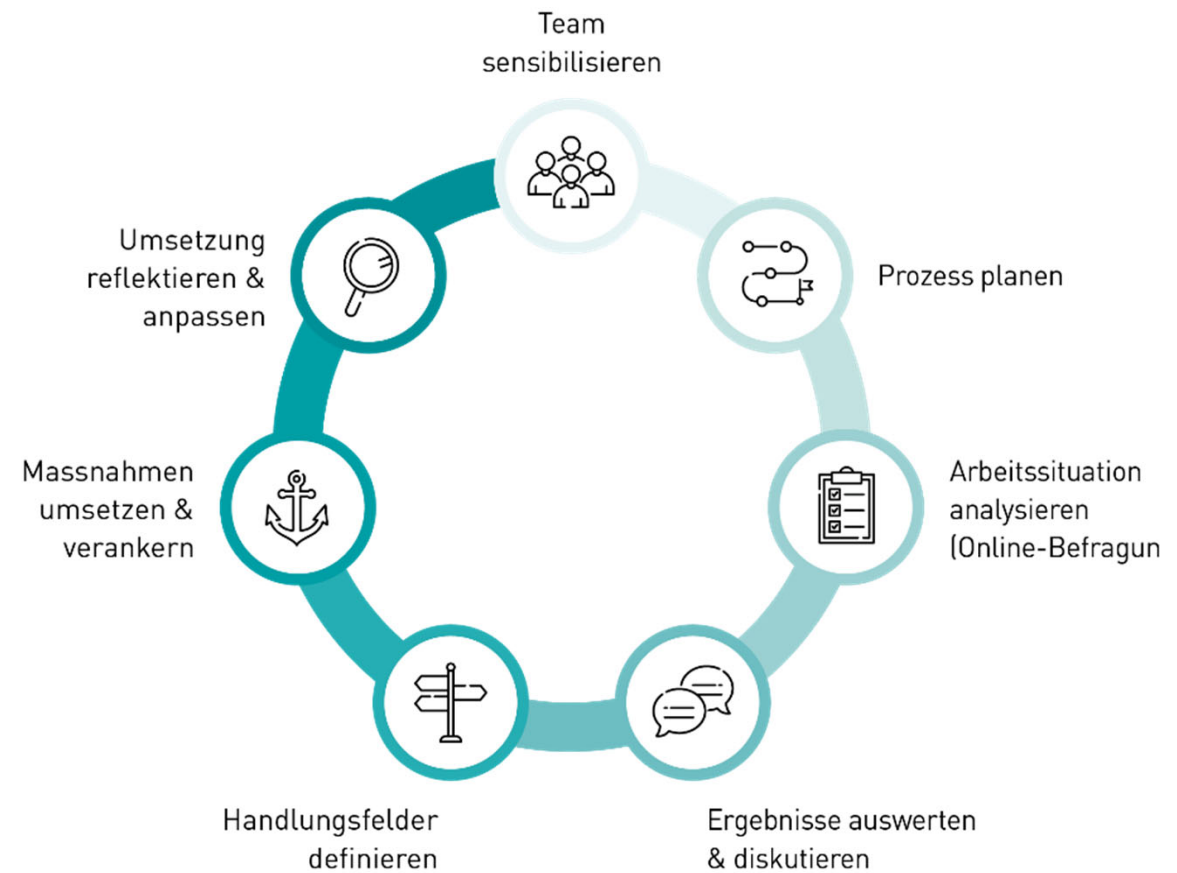 Team
sensibilisieren
Prozess planen
Arbeitssituation
analysieren
(Online-Befragun
Ergebnisse auswerten
& diskutieren
Handlungsfelder
definieren
Massnahmen
umsetzen &
verankern
Umsetzung
reflektieren &
anpassen